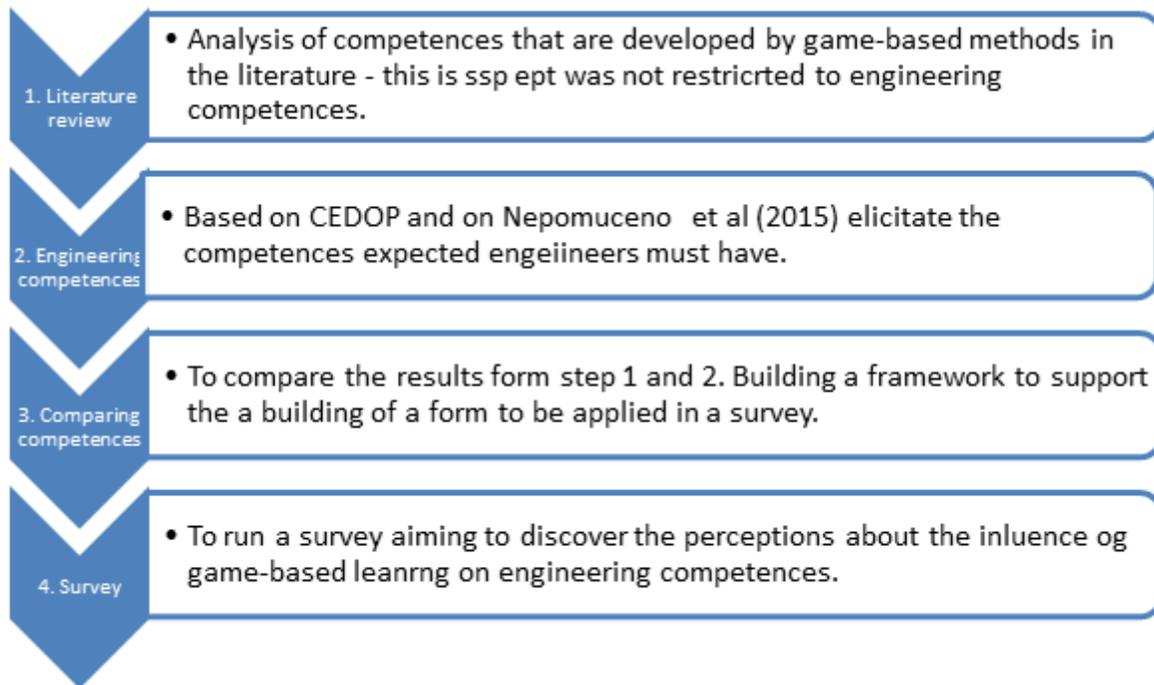 1. Literature
review
• Analysis of competences that are developed by game-based methods in
the literature - this is ssp ept was not restricrted to engineering
competences.
2. Engineering
competences
• Based on CEDOP and on Nepomuceno et al (2015) elicitate the
competences expected engeiineers must have.
3. Comparing
competences
• To compare the results form step 1 and 2. Building a framework to support
the a building of a form to be applied in a survey.
4. Survey
• To run a survey aiming to discover the perceptions about the inluence og
game-based leanrng on engineering competences.